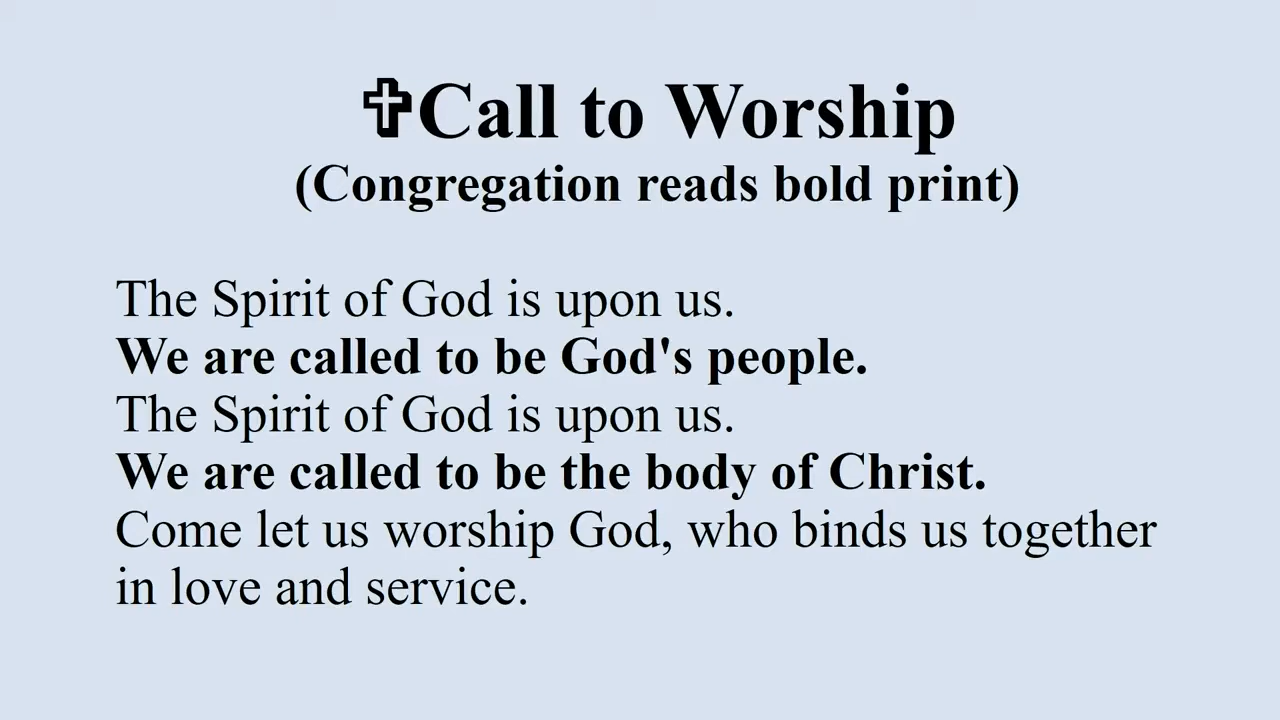 ✞Call to Worship
(Congregation reads bold print)
The Spirit of God is upon us.
We are called to be God's people.
The Spirit of God is upon us.
We are called to be the body of Christ.
Come let us worship God, who binds us together
in love and service.